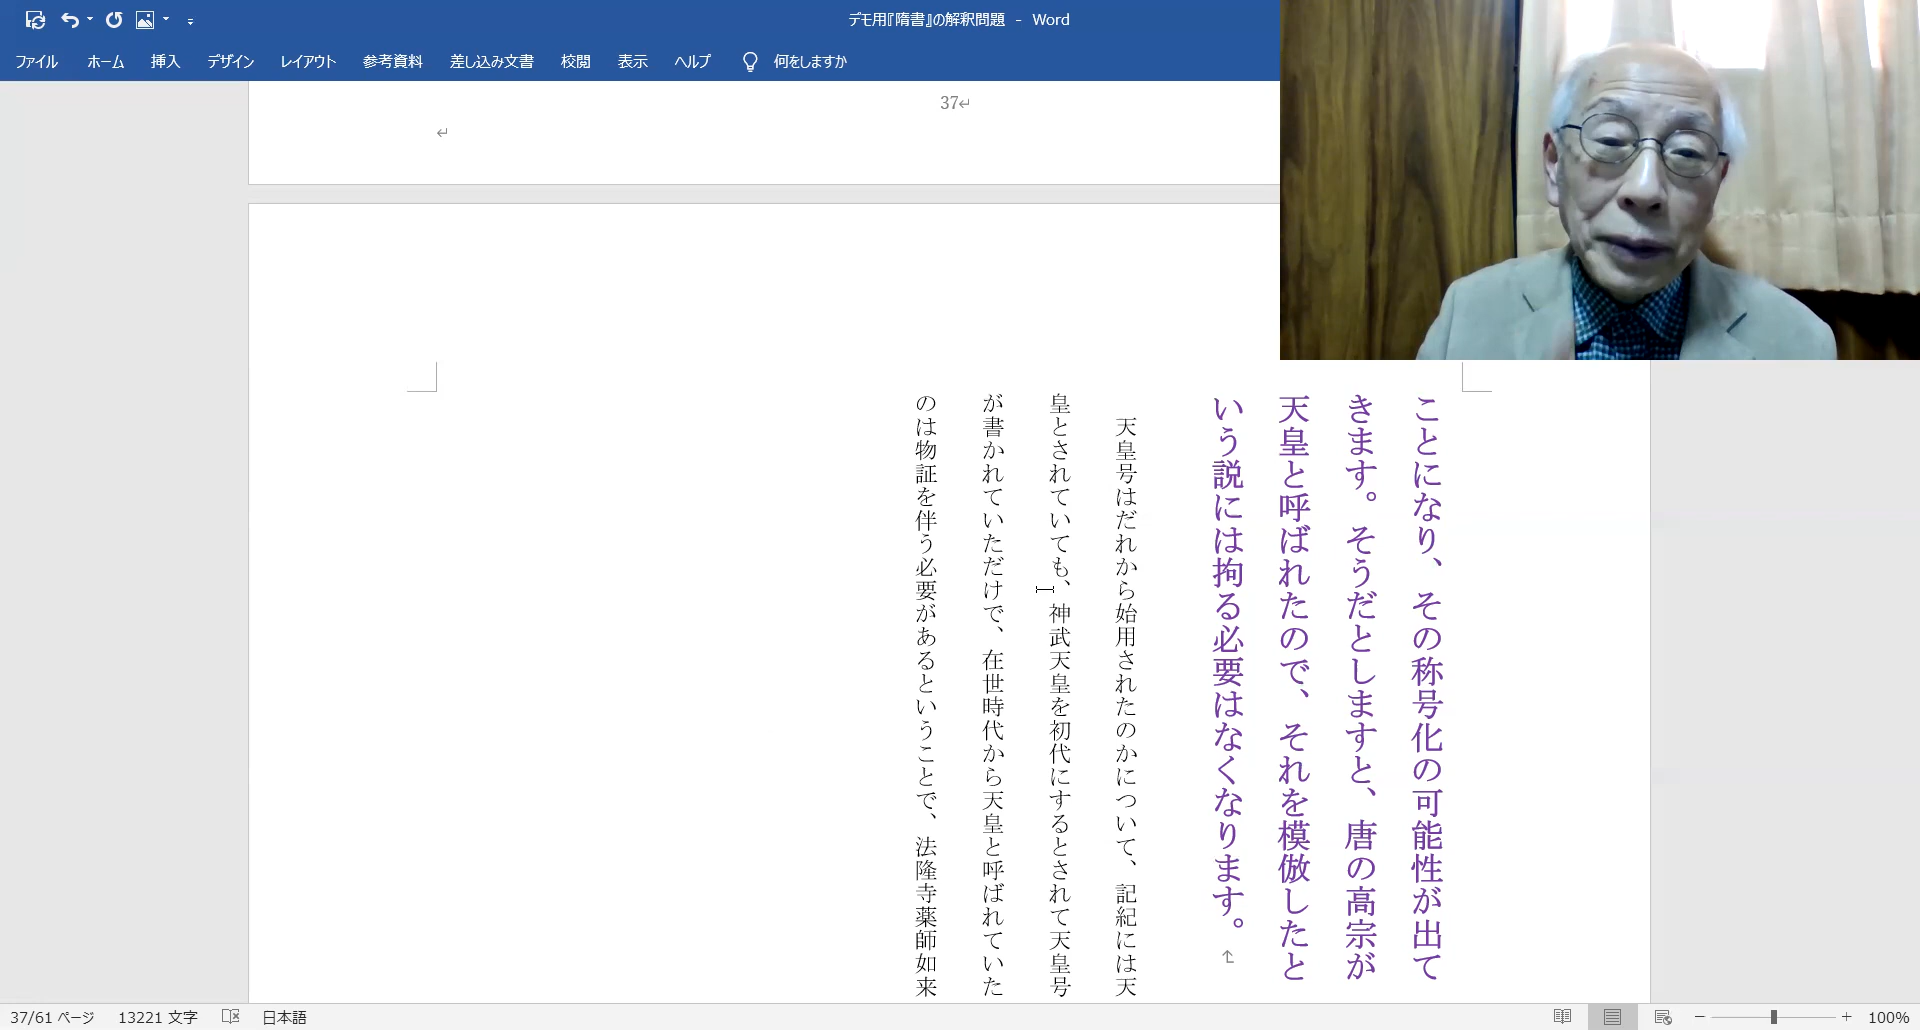 デモ用『隋書』の解釈問題 - Word
ファイル ホーム 挿入 デザイン レイアウト 参考資料 差し込み文書 校閲 表示 ヘルプ 何をしますか
37
ことになり、その称号化の可能性が出て
きます。そうだとしますと、唐の高宗が
天皇と呼ばれたので、それを模倣したと
いう説には拘る必要はなくなります。
天皇号はだれから始用されたのかについて、記紀には天
皇とされていても、神武天皇を初代にするとされて天皇号
が書かれていただけで、在世時代から天皇と呼ばれていた
のは物証を伴う必要があるということで、法隆寺薬師如来
37/61 ページ 13221 文字 日本語 100%